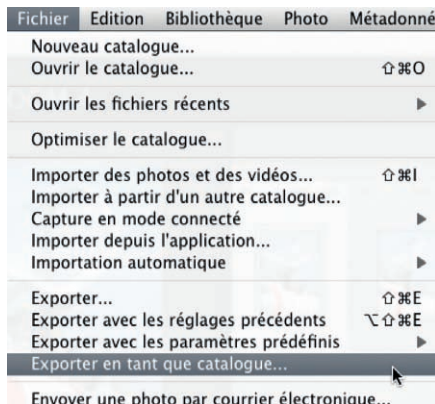 Fichier Edition Bibliothèque Photo Métadonné
Nouveau catalogue...
Ouvrir le catalogue... ⇧⌘O
Ouvrir les fichiers récents ▶
Optimiser le catalogue...
Importer des photos et des vidéos... ⇧⌘I
Importer à partir d'un autre catalogue...
Capture en mode connecté ▶
Importer depuis l'application...
Importation automatique ▶
Exporter... ⇧⌘E
Exporter avec les réglages précédents ⌥⇧⌘E
Exporter avec les paramètres prédéfinis ▶
Exporter en tant que catalogue...
Envoyer une photo par courrier électronique...